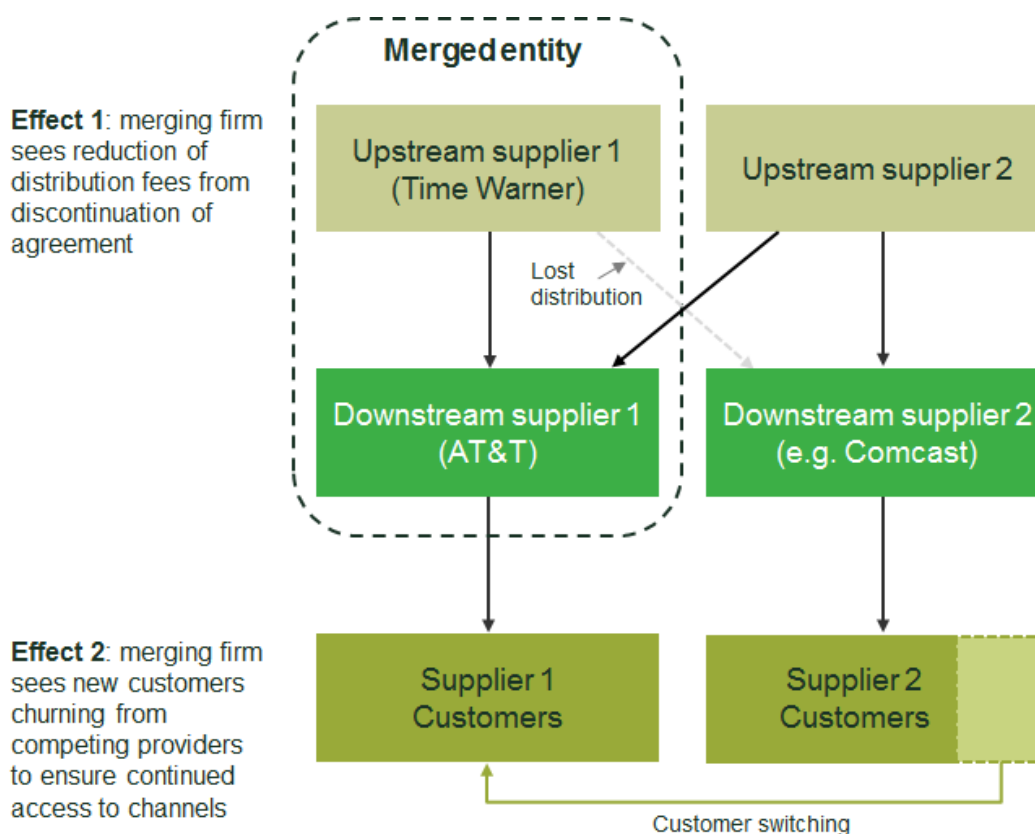 Merged entity
Effect 1: merging firm
sees reduction of
distribution fees from
discontinuation of
agreement
Upstream supplier 1
(Time Warner)
Upstream supplier 2
Lost
distribution
Downstream supplier 1
(AT&T)
Downstream supplier 2
(e.g. Comcast)
Effect 2: merging firm
sees new customers
churning from
competing providers
to ensure continued
access to channels
Supplier 1
Customers
Supplier 2
Customers
Customer switching